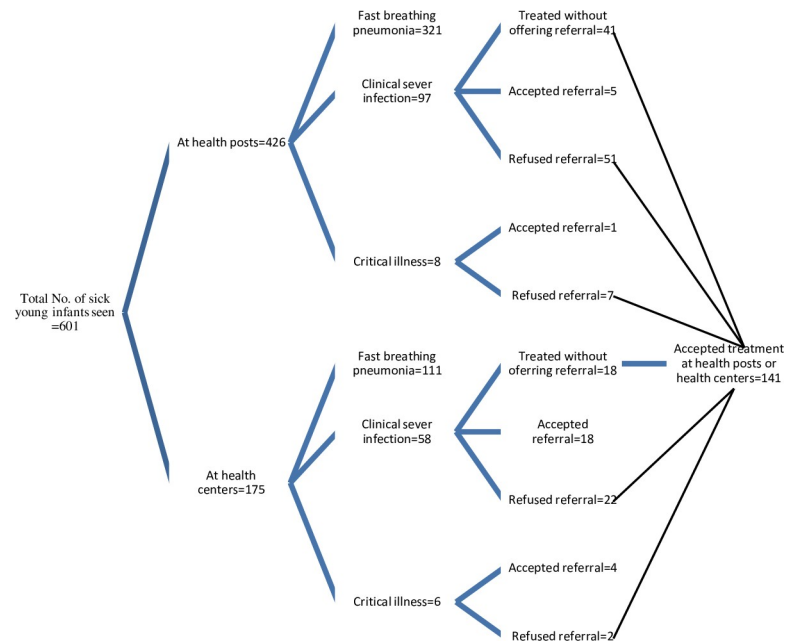 Total No. of sick
young infants seen
=601
At health posts=426
Fast breathing
pneumonia=321
Clinical sever
infection=97
Treated without
offering referral=41
Accepted referral=5
Refused referral=51
Critical illness=8
Accepted referral=1
Refused referral=7
At health
centers=175
Fast breathing
pneumonia=111
Clinical sever
infection=58
Treated without
oferring referral=18
Accepted
referral=18
Refused referral=22
Critical illness=6
Accepted referral=4
Refused referral=2
Accepted treatment
at health posts or
health centers=141